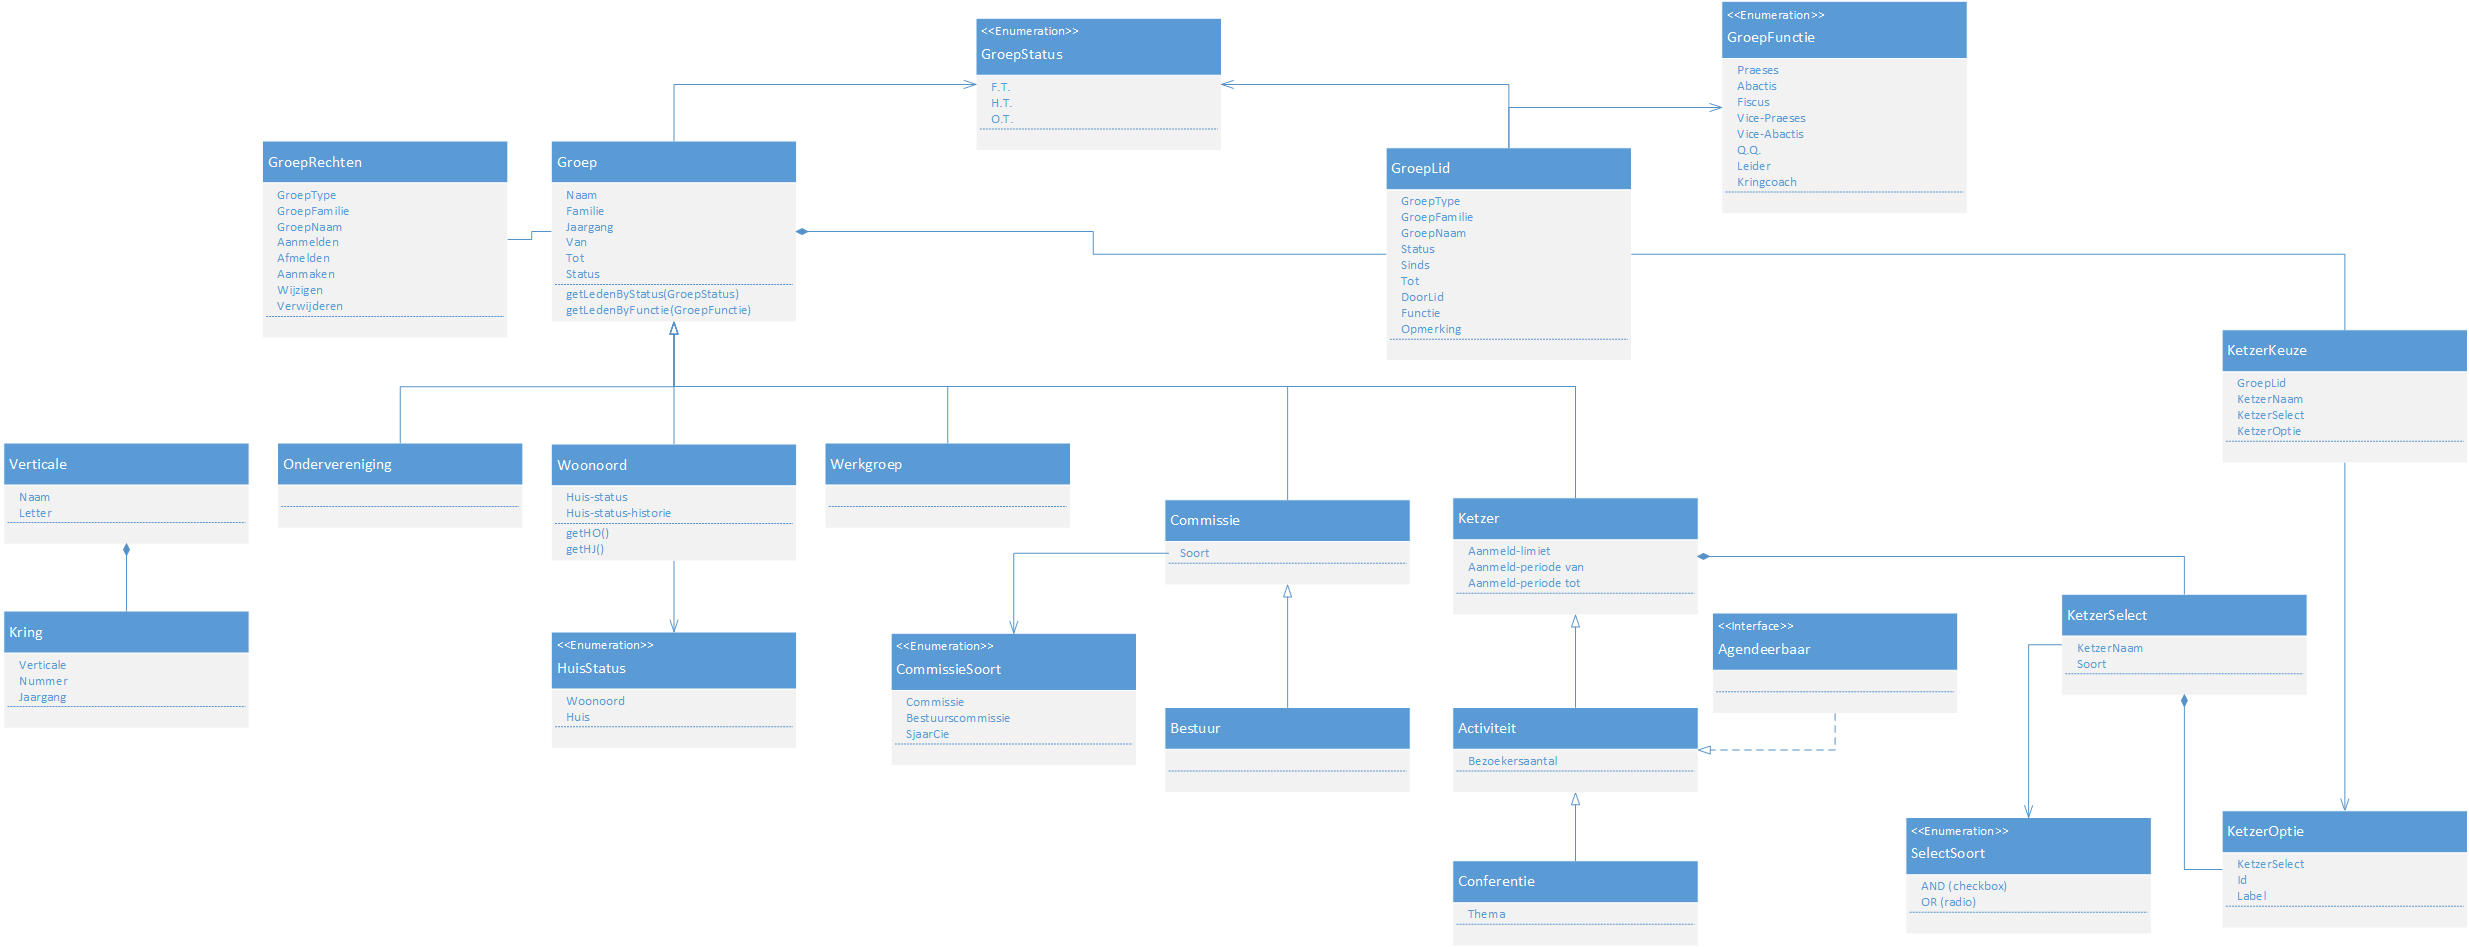 <<Enumeration>>
GroepStatus
F.T.
H.T.
O.T.
<<Enumeration>>
GroepFunctie
Praeses
Abactis
Fiscus
Vice-Praeses
Vice-Abactis
Q.Q.
Leider
Kringcoach
GroepRechten
GroepType
GroepFamilie
GroepNaam
Aanmelden
Afmelden
Aanmaken
Wijzigen
Verwijderen
Groep
Naam
Familie
Jaargang
Van
Tot
Status
getLedenByStatus(GroepStatus)
getLedenByFunctie(GroepFunctie)
GroepLid
GroepType
GroepFamilie
GroepNaam
Status
Sinds
Tot
DoorLid
Functie
Opmerking
KetzerKeuze
GroepLid
KetzerNaam
KetzerSelect
KetzerOptie
Verticale
Naam
Letter
Ondervereniging
Woonoord
Huis-status
Huis-status-historie
getHO()
getHJ()
Werkgroep
Commissie
Soort
Ketzer
Aanmeld-limiet
Aanmeld-periode van
Aanmeld-periode tot
Kring
Verticale
Nummer
Jaargang
<<Enumeration>>
HuisStatus
Woonoord
Huis
<<Enumeration>>
CommissieSoort
Commissie
Bestuurscommissie
SjaarCie
Bestuur
Activiteit
Bezoekersaantal
<<Interface>>
Agendeerbaar
KetzerSelect
KetzerNaam
Soort
Conferentie
Thema
<<Enumeration>>
SelectSoort
AND (checkbox)
OR (radio)
KetzerOptie
KetzerSelect
Id
Label